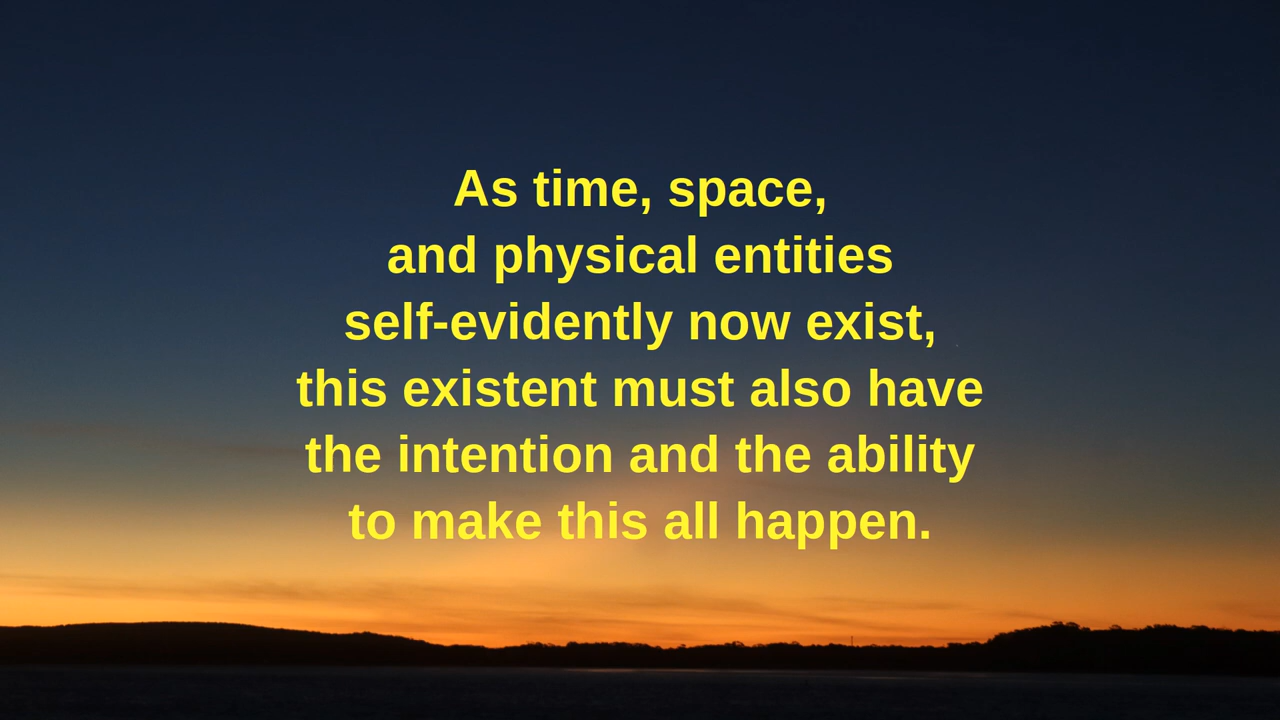 As time, space,
and physical entities
self-evidently now exist,
this existent must also have
the intention and the ability
to make this all happen.